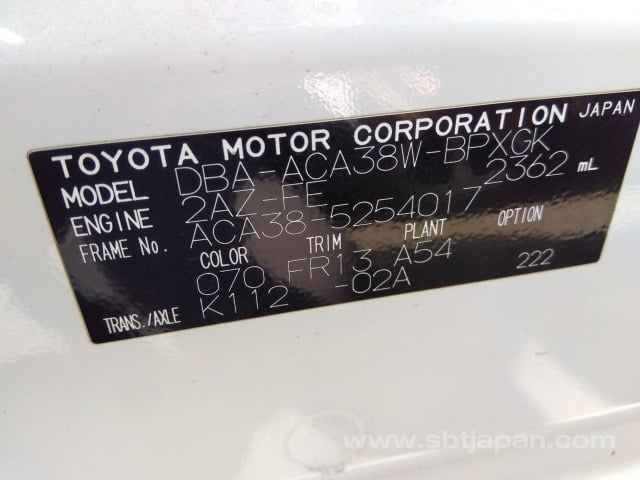 TOYOTA MOTOR CORPORATION JAPAN
MODEL DBA-ACA38W-BPXGK
ENGINE 2AZ-FE 2362 mL
FRAME No. ACA38-5254017
COLOR TRIM PLANT OPTION
070 FR13 A54 222
TRANS./AXLE K112 -02A
www.sbtjapan.com